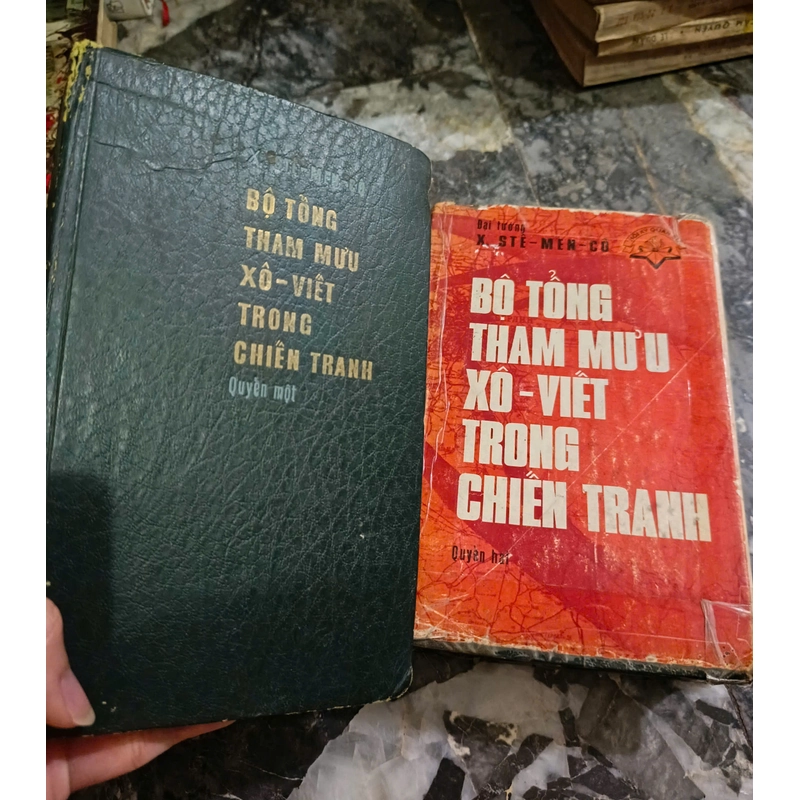 BỘ TỔNG
THAM MƯU
XÔ-VIẾT
TRONG
CHIẾN TRANH
Quyển một
Đại tướng
X. STÊ-MEN-CÔ
BỘ TỔNG
THAM MƯU
XÔ-VIẾT
TRONG
CHIẾN TRANH
Quyển hai